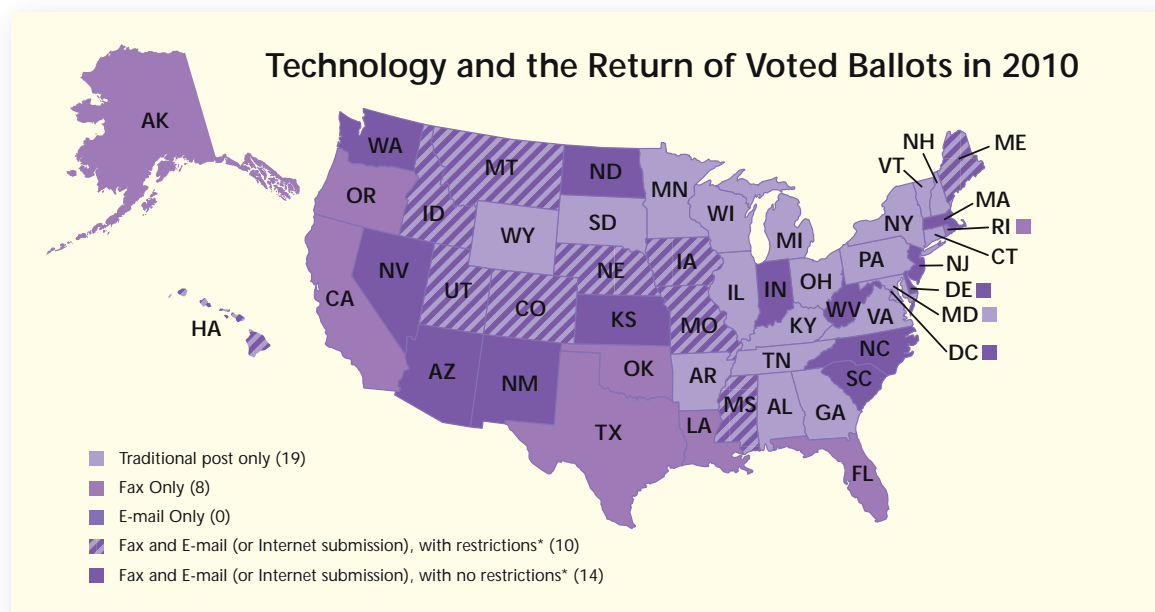 Technology and the Return of Voted Ballots in 2010
AK
WA
MT
ND
MN
NH
ME
VT
OR
ID
WY
SD
WI
MI
NY
MA
RI
CT
NV
UT
CO
NE
IA
IL
IN
OH
PA
NJ
DE
MD
DC
CA
HA
KS
MO
KY
WV
VA
AZ
NM
OK
AR
TN
NC
SC
TX
LA
MS
AL
GA
FL
Traditional post only (19)
Fax Only (8)
E-mail Only (0)
Fax and E-mail (or Internet submission), with restrictions* (10)
Fax and E-mail (or Internet submission), with no restrictions* (14)